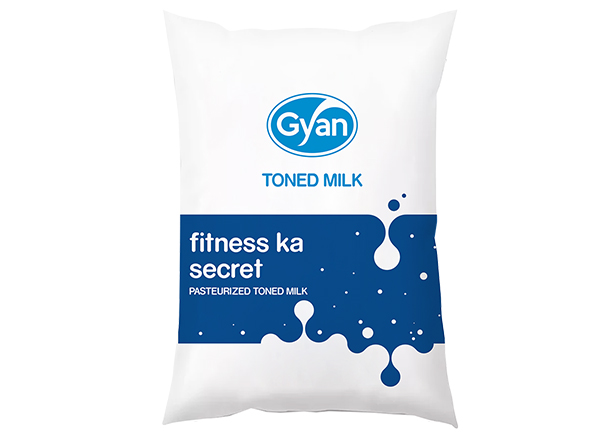 Gyan
TONED MILK
fitness ka
secret
PASTEURIZED TONED MILK